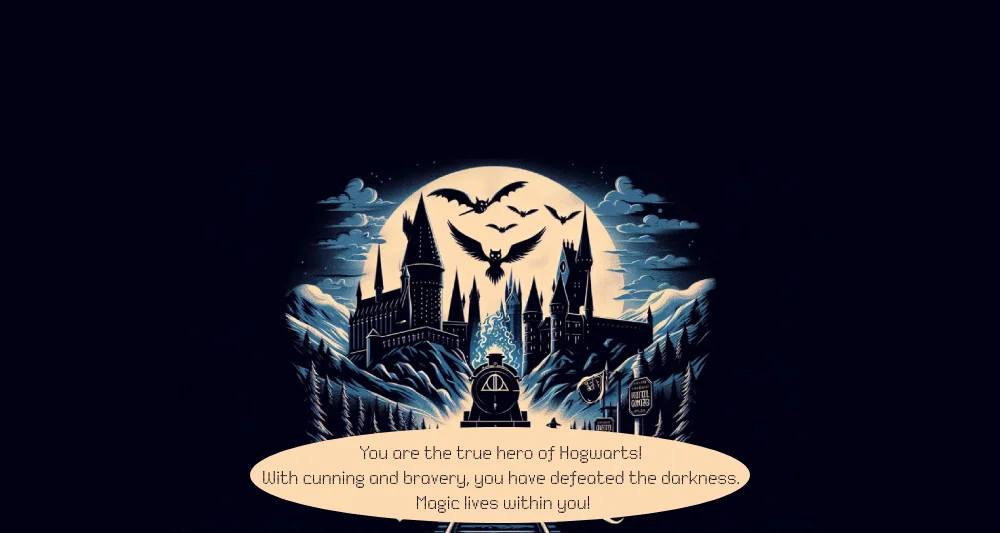 You are the true hero of Hogwarts!
With cunning and bravery, you have defeated the darkness.
Magic lives within you!